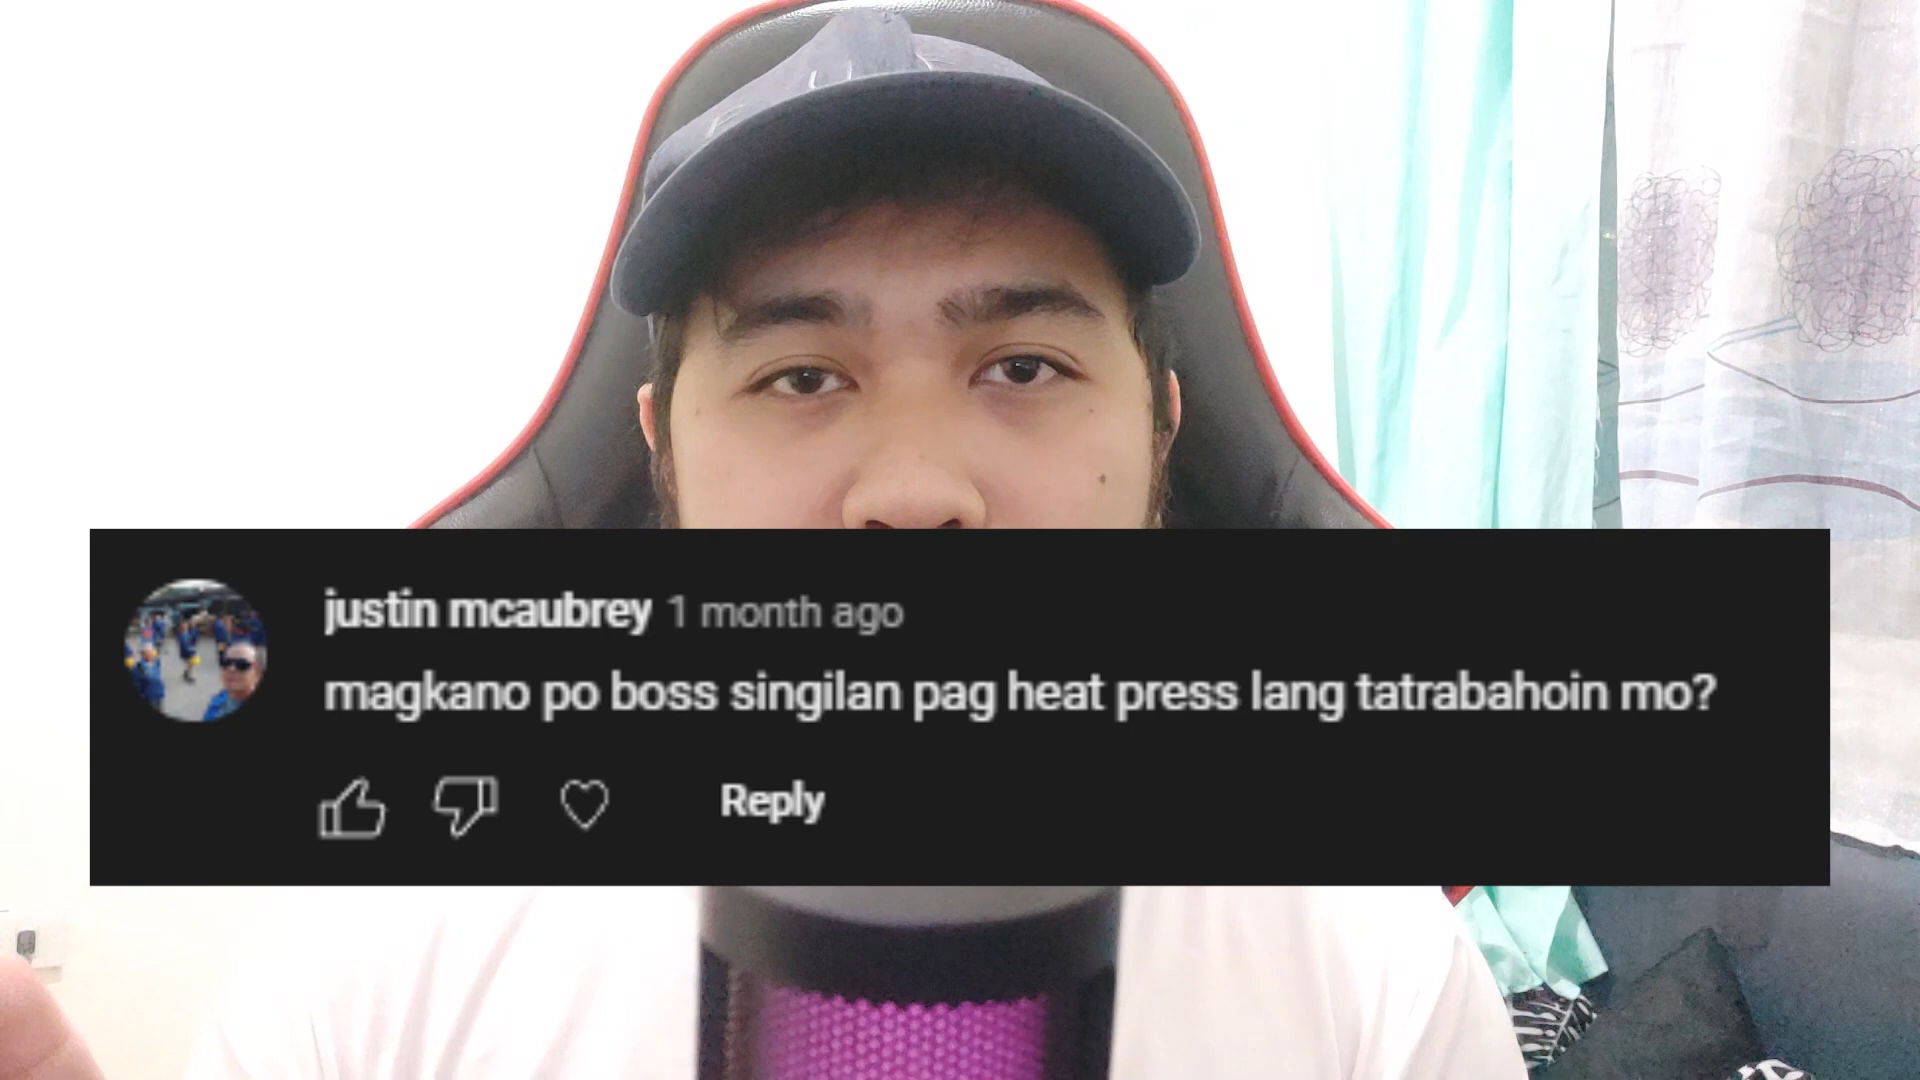 justin mcaubrey 1 month ago
magkano po boss singilan pag heat press lang tatrabahoin mo?
Reply